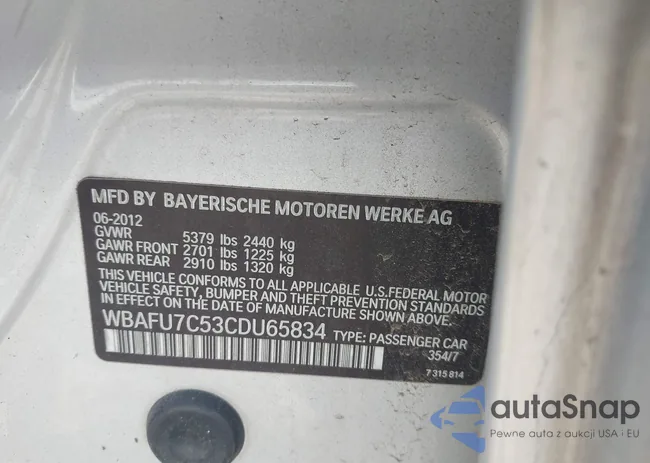 MFD BY BAYERISCHE MOTOREN WERKE AG
06-2012
GVWR 5379 lbs 2440 kg
GAWR FRONT 2701 lbs 1225 kg
GAWR REAR 2910 lbs 1320 kg
THIS VEHICLE CONFORMS TO ALL APPLICABLE U.S.FEDERAL MOTOR
VEHICLE SAFETY, BUMPER AND THEFT PREVENTION STANDARDS
IN EFFECT ON THE DATE OF MANUFACTURE SHOWN ABOVE.
WBAFU7C53CDU65834 TYPE: PASSENGER CAR
354/7
7 315 814
autaSnap
Pewne auta z aukcji USA · EU